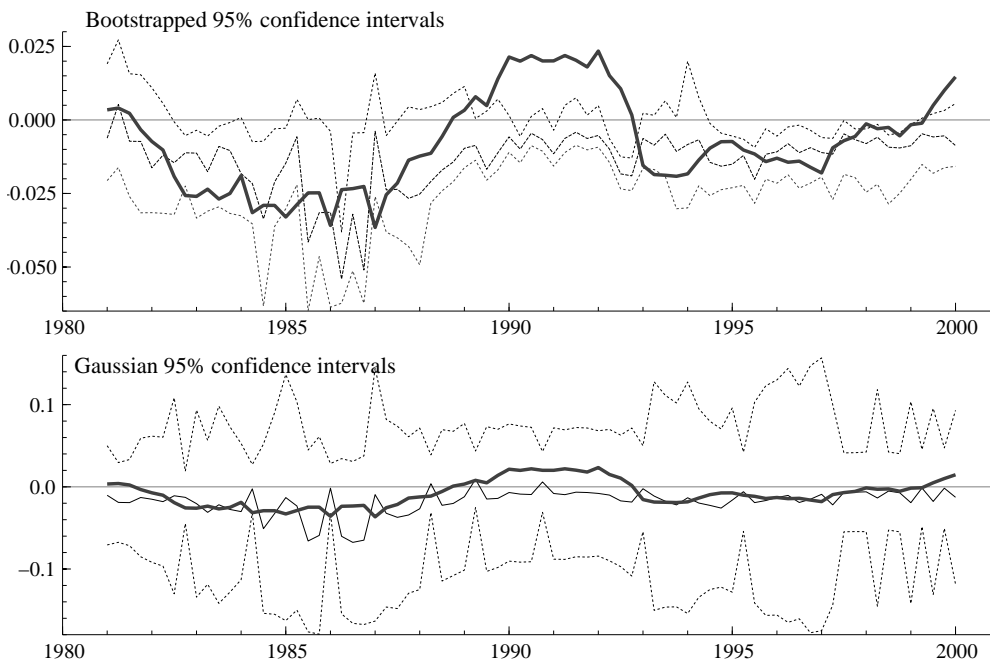 Bootstrapped 95% confidence intervals
0.025
0.000
-0.025
-0.050
1980 1985 1990 1995 2000
Gaussian 95% confidence intervals
0.1
0.0
−0.1
1980 1985 1990 1995 2000